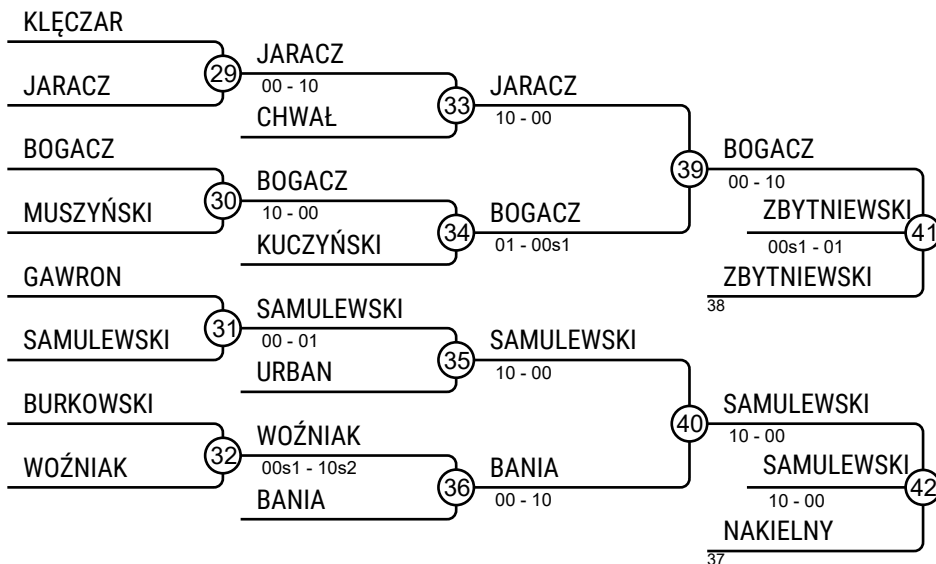 KLĘCZAR
JARACZ
29
JARACZ
00 - 10
CHWAŁ
33
JARACZ
10 - 00
BOGACZ
MUSZYŃSKI
30
BOGACZ
10 - 00
KUCZYŃSKI
34
BOGACZ
01 - 00s1
39
BOGACZ
00 - 10
ZBYTNIEWSKI
00s1 - 01
ZBYTNIEWSKI
38
41
GAWRON
SAMULEWSKI
31
SAMULEWSKI
00 - 01
URBAN
35
SAMULEWSKI
10 - 00
BURKOWSKI
WOŹNIAK
32
WOŹNIAK
00s1 - 10s2
BANIA
36
BANIA
00 - 10
40
SAMULEWSKI
10 - 00
SAMULEWSKI
10 - 00
NAKIELNY
37
42